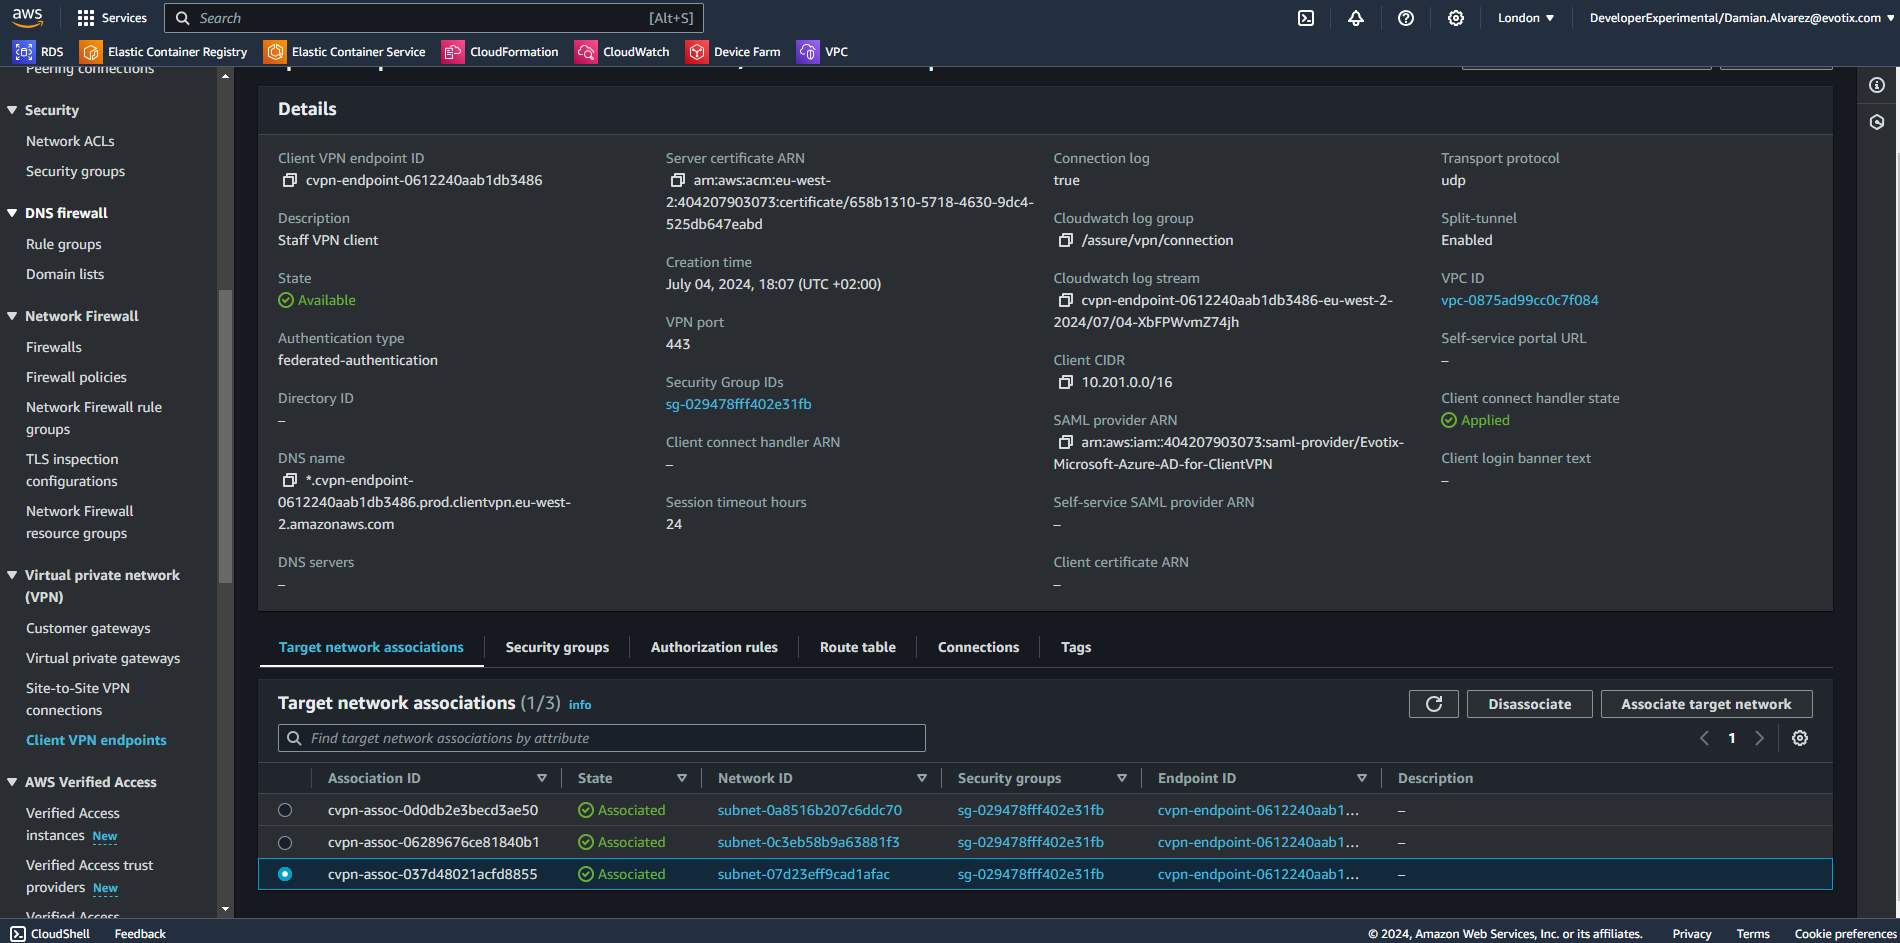 aws
Services
Search
[Alt+S]
London
DeveloperExperimental/Damian.Alvarez@evotix.com
RDS
Elastic Container Registry
Elastic Container Service
CloudFormation
CloudWatch
Device Farm
VPC
Peering connections
Security
Network ACLs
Security groups
DNS firewall
Rule groups
Domain lists
Network Firewall
Firewalls
Firewall policies
Network Firewall rule
groups
TLS inspection
configurations
Network Firewall
resource groups
Virtual private network
(VPN)
Customer gateways
Virtual private gateways
Site-to-Site VPN
connections
Client VPN endpoints
AWS Verified Access
Verified Access
instances New
Verified Access trust
providers New
Verified Access
Details
Client VPN endpoint ID
cvpn-endpoint-0612240aab1db3486
Description
Staff VPN client
State
Available
Authentication type
federated-authentication
Directory ID
–
DNS name
*.cvpn-endpoint-
0612240aab1db3486.prod.clientvpn.eu-west-
2.amazonaws.com
DNS servers
–
Server certificate ARN
arn:aws:acm:eu-west-
2:404207903073:certificate/658b1310-5718-4630-9dc4-
525db647eabd
Creation time
July 04, 2024, 18:07 (UTC +02:00)
VPN port
443
Security Group IDs
sg-029478fff402e31fb
Client connect handler ARN
–
Session timeout hours
24
Connection log
true
Cloudwatch log group
/assure/vpn/connection
Cloudwatch log stream
cvpn-endpoint-0612240aab1db3486-eu-west-2-
2024/07/04-XbFPWvmZ74jh
Client CIDR
10.201.0.0/16
SAML provider ARN
arn:aws:iam::404207903073:saml-provider/Evotix-
Microsoft-Azure-AD-for-ClientVPN
Self-service SAML provider ARN
–
Client certificate ARN
–
Transport protocol
udp
Split-tunnel
Enabled
VPC ID
vpc-0875ad99cc0c7f084
Self-service portal URL
–
Client connect handler state
Applied
Client login banner text
–
Target network associations
Security groups
Authorization rules
Route table
Connections
Tags
Target network associations (1/3) Info
Disassociate
Associate target network
Find target network associations by attribute
1
Association ID State Network ID Security groups Endpoint ID Description
cvpn-assoc-0d0db2e3becd3ae50 Associated subnet-0a8516b207c6ddc70 sg-029478fff402e31fb cvpn-endpoint-0612240aab1... –
cvpn-assoc-06289676ce81840b1 Associated subnet-0c3eb58b9a63881f3 sg-029478fff402e31fb cvpn-endpoint-0612240aab1... –
cvpn-assoc-037d48021acfd8855 Associated subnet-07d23eff9cad1afac sg-029478fff402e31fb cvpn-endpoint-0612240aab1... –
CloudShell
Feedback
© 2024, Amazon Web Services, Inc. or its affiliates.
Privacy
Terms
Cookie preferences